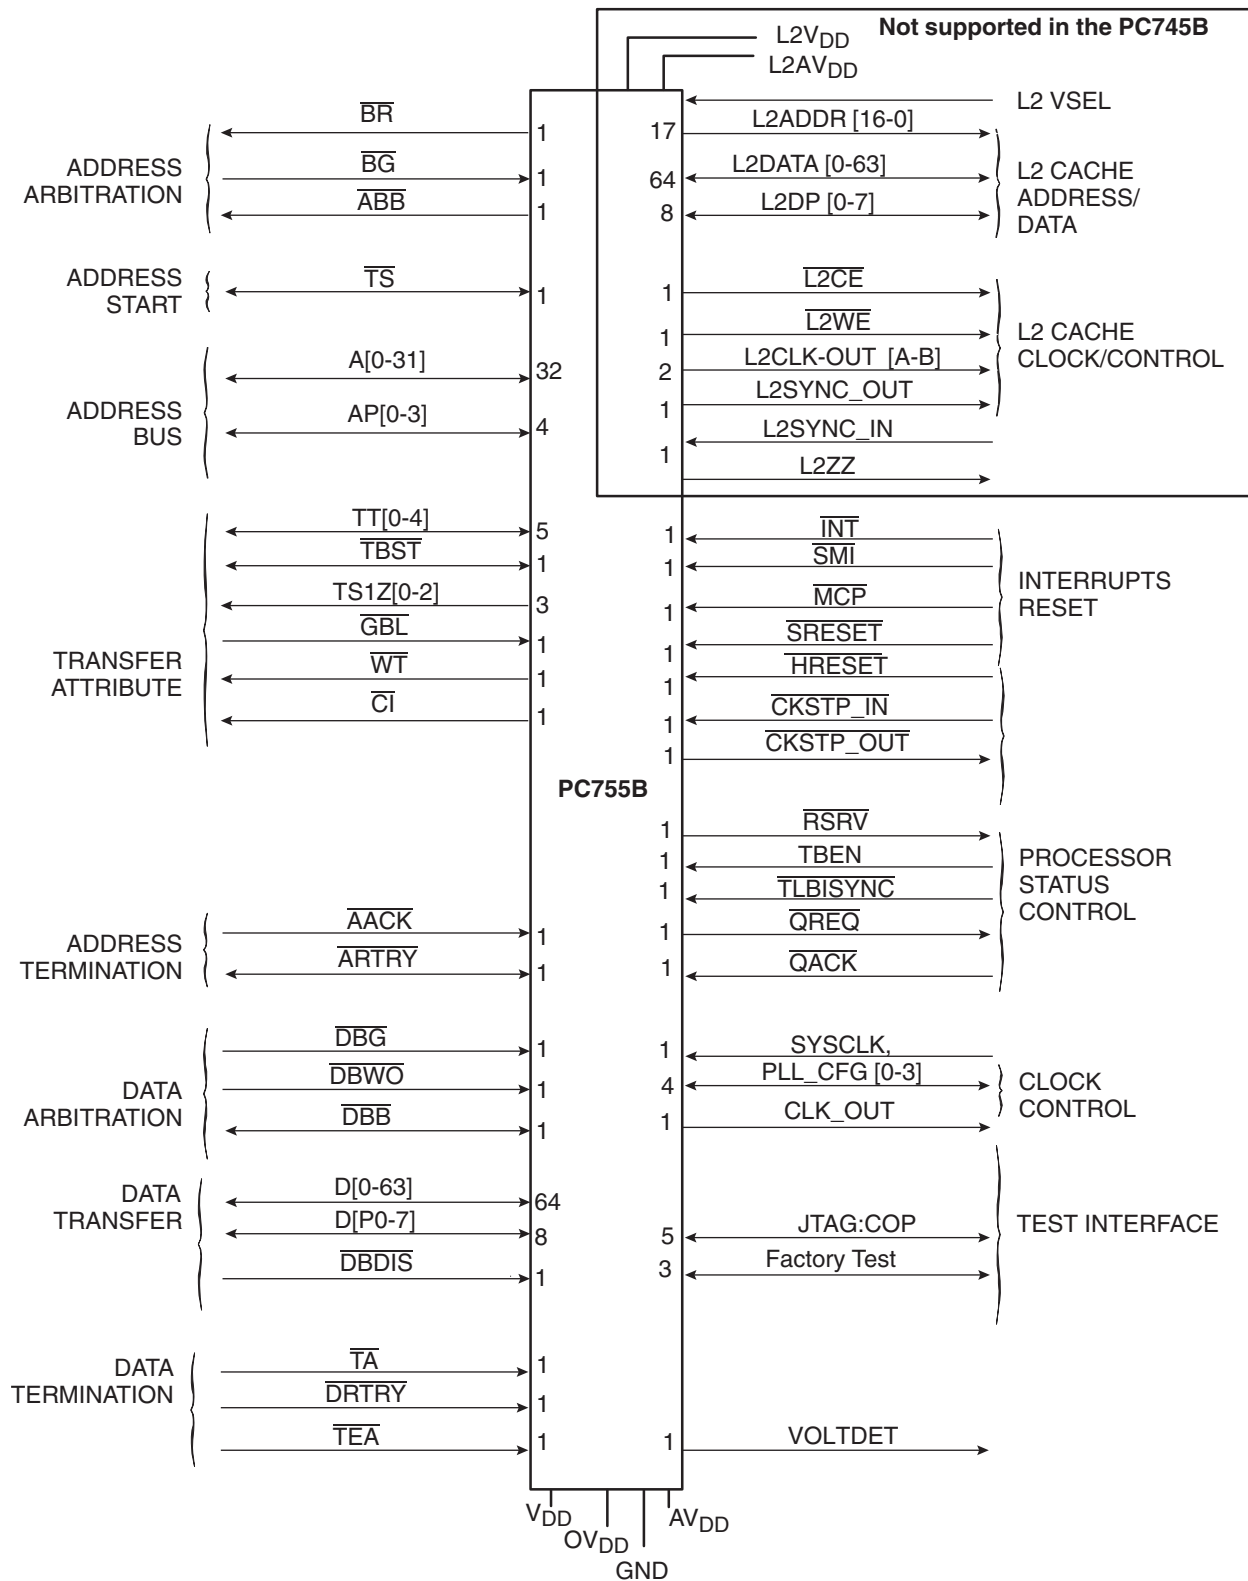 Not supported in the PC745B
L2VDD
L2AVDD
L2 VSEL
ADDRESS
ARBITRATION
BR
1
BG
1
ABB
1
17
L2ADDR [16-0]
64
L2DATA [0-63]
8
L2DP [0-7]
L2 CACHE
ADDRESS/
DATA
ADDRESS
START
TS
1
1
L2CE
1
L2WE
2
L2CLK-OUT [A-B]
1
L2SYNC_OUT
L2SYNC_IN
1
L2ZZ
L2 CACHE
CLOCK/CONTROL
ADDRESS
BUS
A[0-31]
32
AP[0-3]
4
TRANSFER
ATTRIBUTE
TT[0-4]
5
TBST
1
TS1Z[0-2]
3
GBL
1
WT
1
CI
1
1
INT
1
SMI
1
MCP
1
SRESET
1
HRESET
1
CKSTP_IN
1
CKSTP_OUT
INTERRUPTS
RESET
PC755B
1
RSRV
1
TBEN
1
TLBISYNC
1
QREQ
1
QACK
PROCESSOR
STATUS
CONTROL
ADDRESS
TERMINATION
AACK
1
ARTRY
1
DATA
ARBITRATION
DBG
1
DBWO
1
DBB
1
1
SYSCLK,
4
PLL_CFG [0-3]
1
CLK_OUT
CLOCK
CONTROL
DATA
TRANSFER
D[0-63]
64
D[P0-7]
8
DBDIS
1
5
JTAG:COP
3
Factory Test
TEST INTERFACE
DATA
TERMINATION
TA
1
DRTRY
1
TEA
1
1
VOLTDET
VDD
OVDD
GND
AVDD